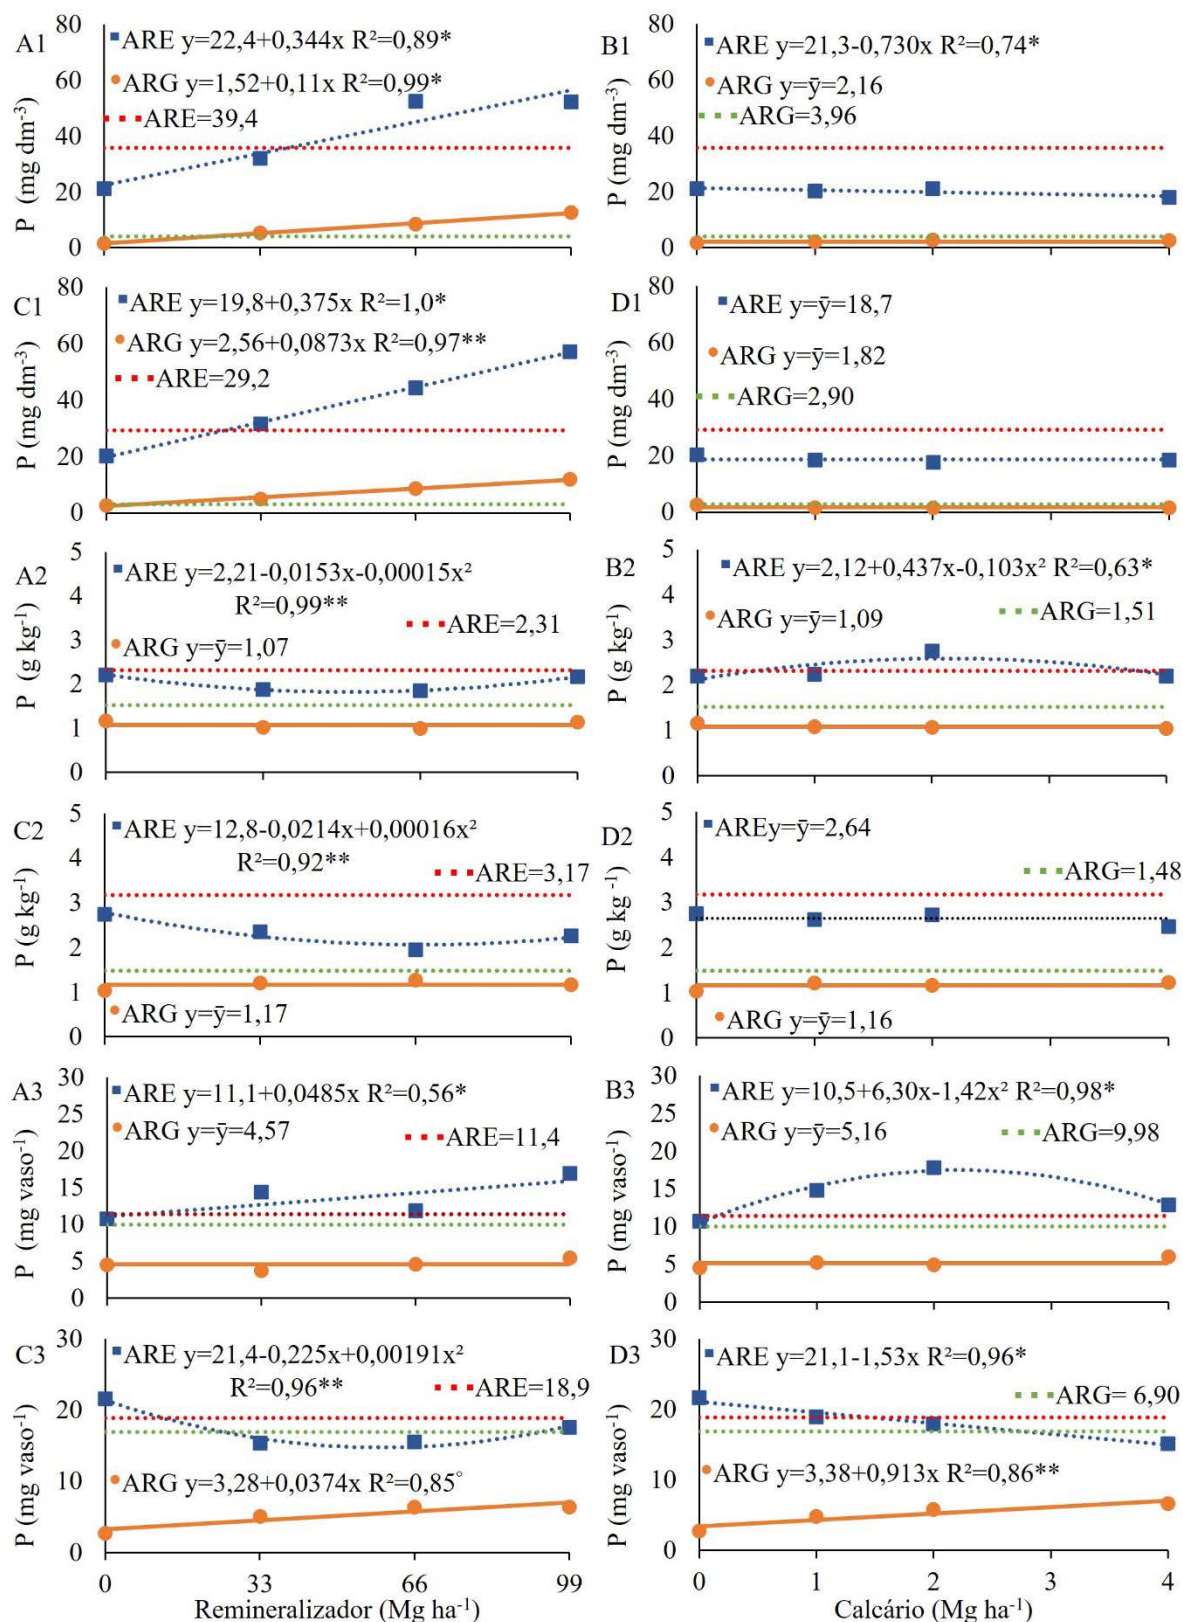 A1
P (mg dm⁻³)
80
60
40
20
0
ARE y=22,4+0,344x R²=0,89*
ARG y=1,52+0,11x R²=0,99*
ARE=39,4
B1
P (mg dm⁻³)
80
60
40
20
0
ARE y=21,3-0,730x R²=0,74*
ARG y=ȳ=2,16
ARG=3,96
C1
P (mg dm⁻³)
80
60
40
20
0
ARE y=19,8+0,375x R²=1,0*
ARG y=2,56+0,0873x R²=0,97**
ARE=29,2
D1
P (mg dm⁻³)
80
60
40
20
0
ARE y=ȳ=18,7
ARG y=ȳ=1,82
ARG=2,90
A2
P (g kg⁻¹)
5
4
3
2
1
0
ARE y=2,21-0,0153x-0,00015x²
R²=0,99**
ARE=2,31
ARG y=ȳ=1,07
B2
P (g kg⁻¹)
5
4
3
2
1
0
ARE y=2,12+0,437x-0,103x² R²=0,63*
ARG=1,51
ARG y=ȳ=1,09
C2
P (g kg⁻¹)
5
4
3
2
1
0
ARE y=12,8-0,0214x+0,00016x²
R²=0,92**
ARE=3,17
ARG y=ȳ=1,17
D2
P (g kg⁻¹)
5
4
3
2
1
0
AREy=ȳ=2,64
ARG=1,48
ARG y=ȳ=1,16
A3
P (mg vaso⁻¹)
30
25
20
15
10
5
0
ARE y=11,1+0,0485x R²=0,56*
ARG y=ȳ=4,57
ARE=11,4
B3
P (mg vaso⁻¹)
30
25
20
15
10
5
0
ARE y=10,5+6,30x-1,42x² R²=0,98*
ARG y=ȳ=5,16
ARG=9,98
C3
P (mg vaso⁻¹)
30
20
10
0
ARE y=21,4-0,225x+0,00191x²
R²=0,96**
ARE=18,9
ARG y=3,28+0,0374x R²=0,85°
0 33 66 99
Remineralizador (Mg ha⁻¹)
D3
P (mg vaso⁻¹)
30
20
10
0
ARE y=21,1-1,53x R²=0,96*
ARG= 6,90
ARG y=3,38+0,913x R²=0,86**
0 1 2 3 4
Calcário (Mg ha⁻¹)